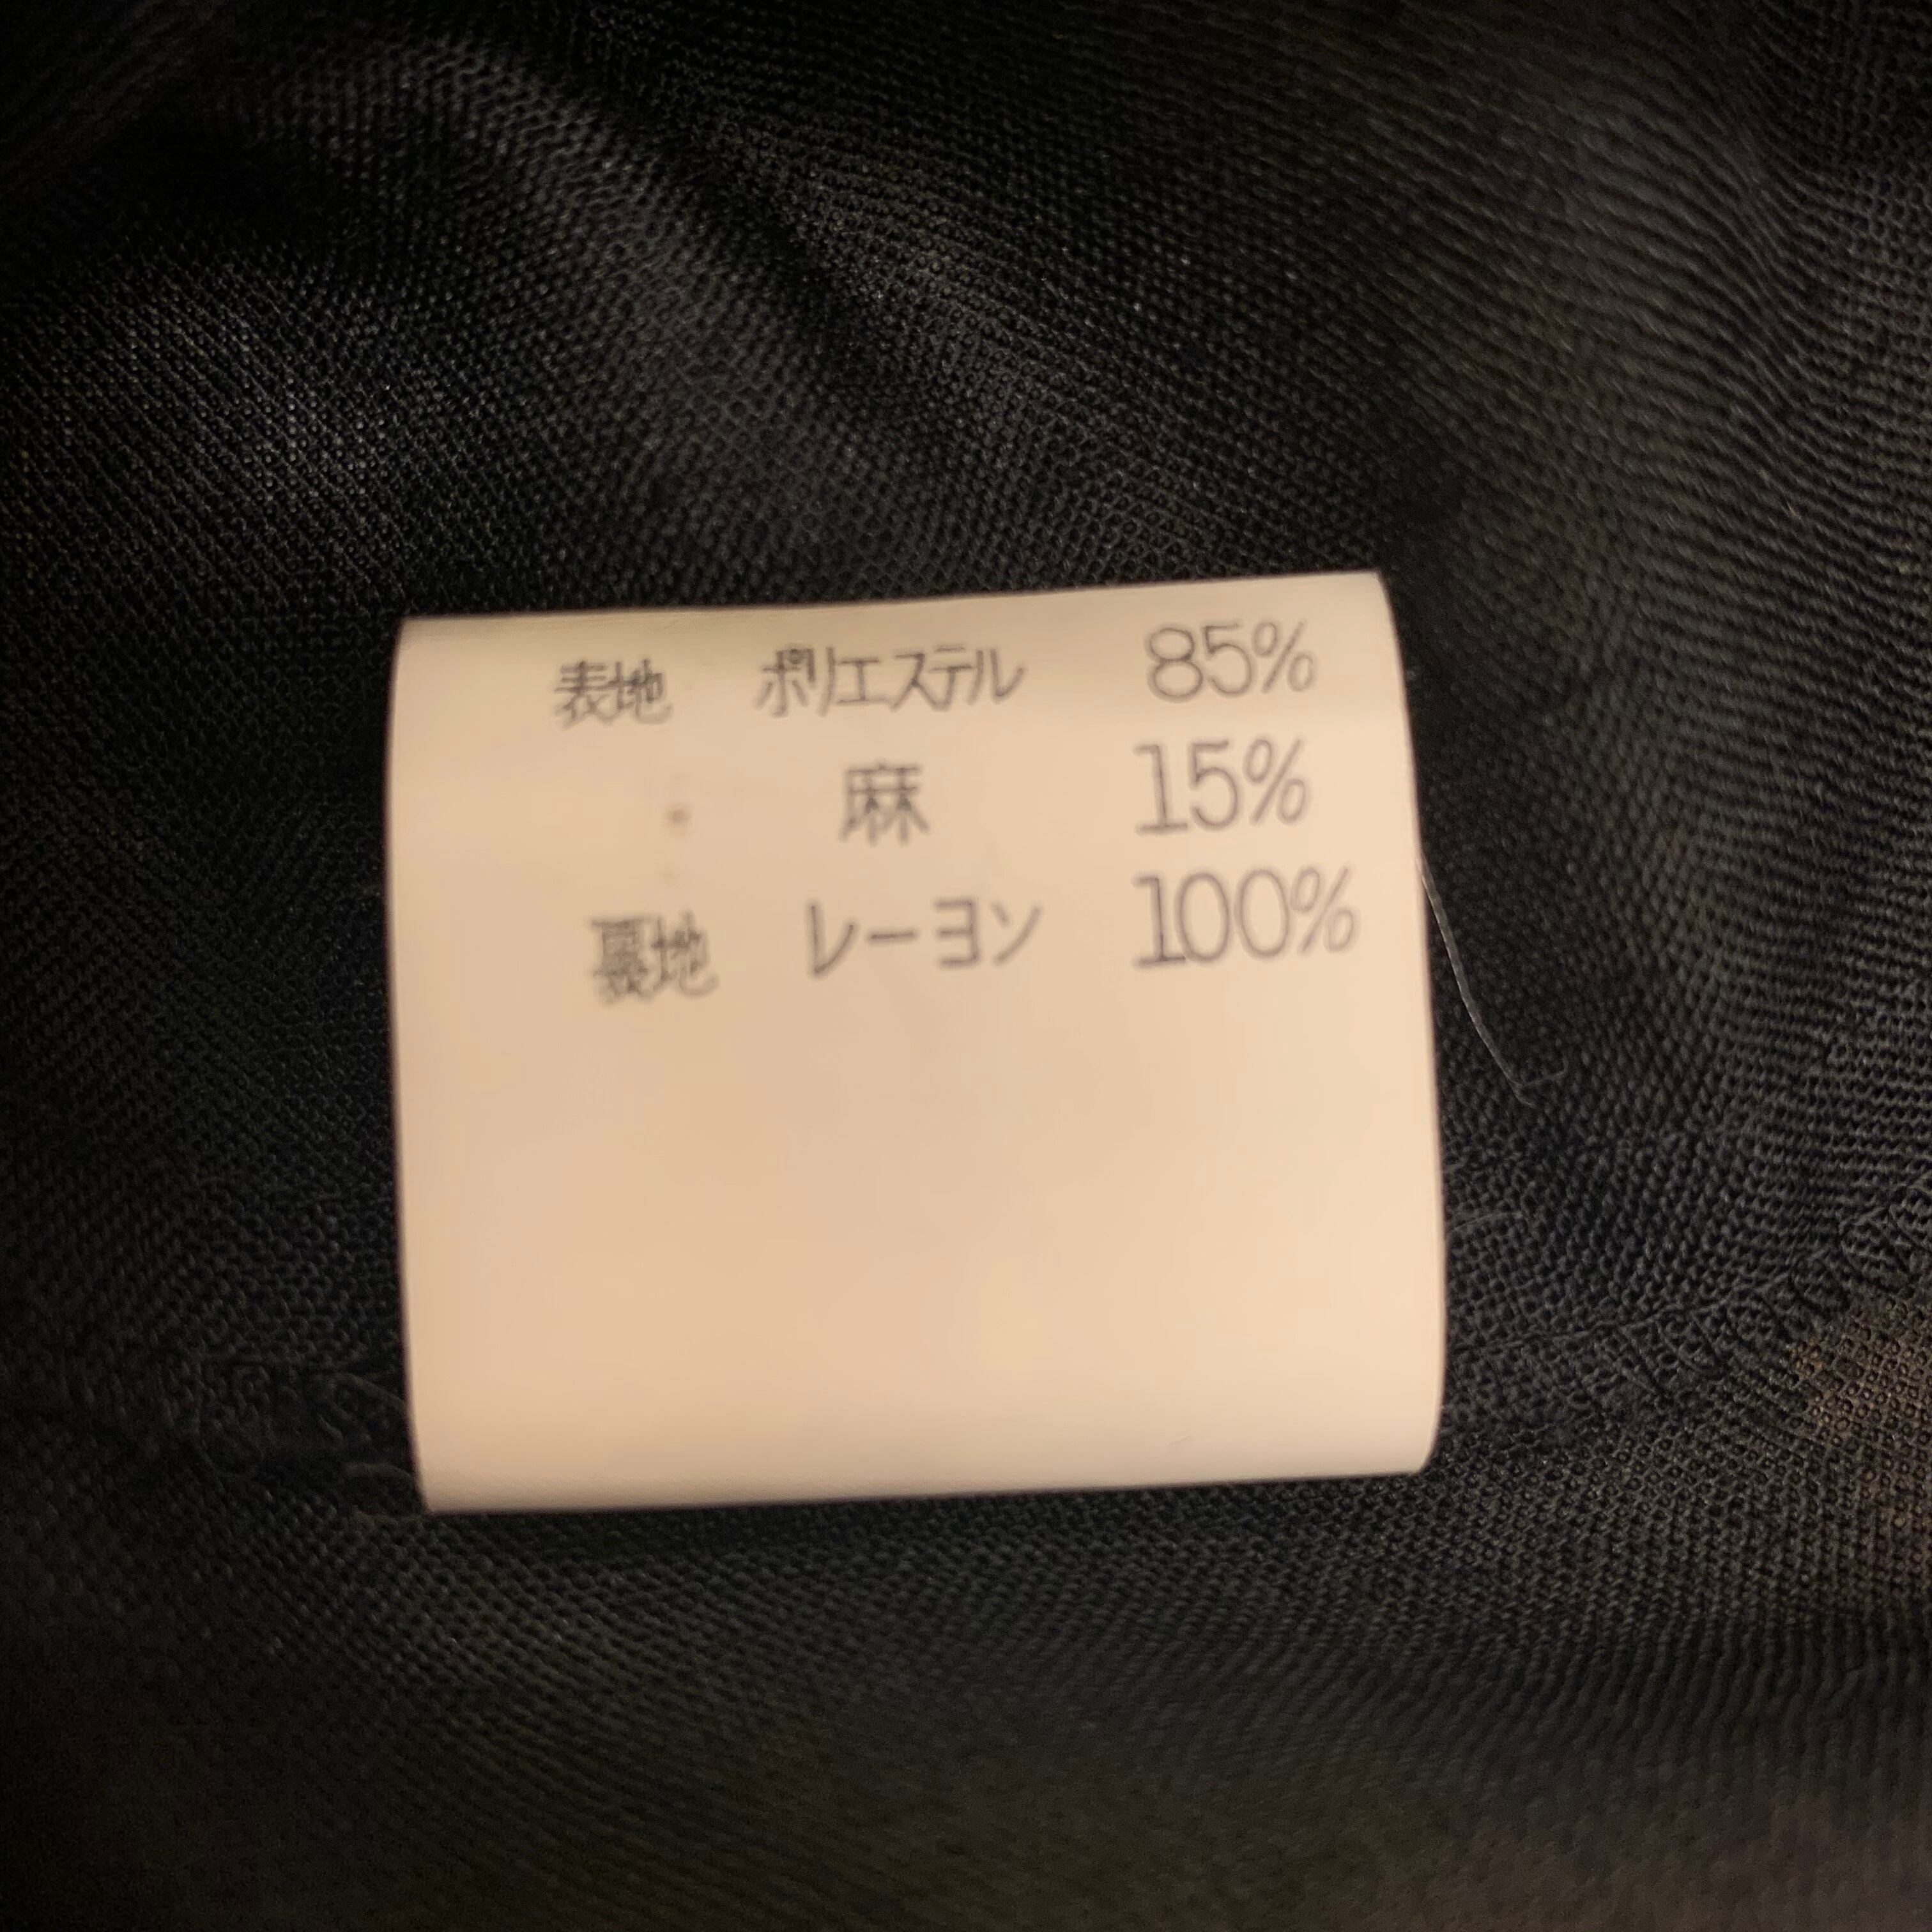 表地 ポリエステル 85%
麻 15%
裏地 レーヨン 100%